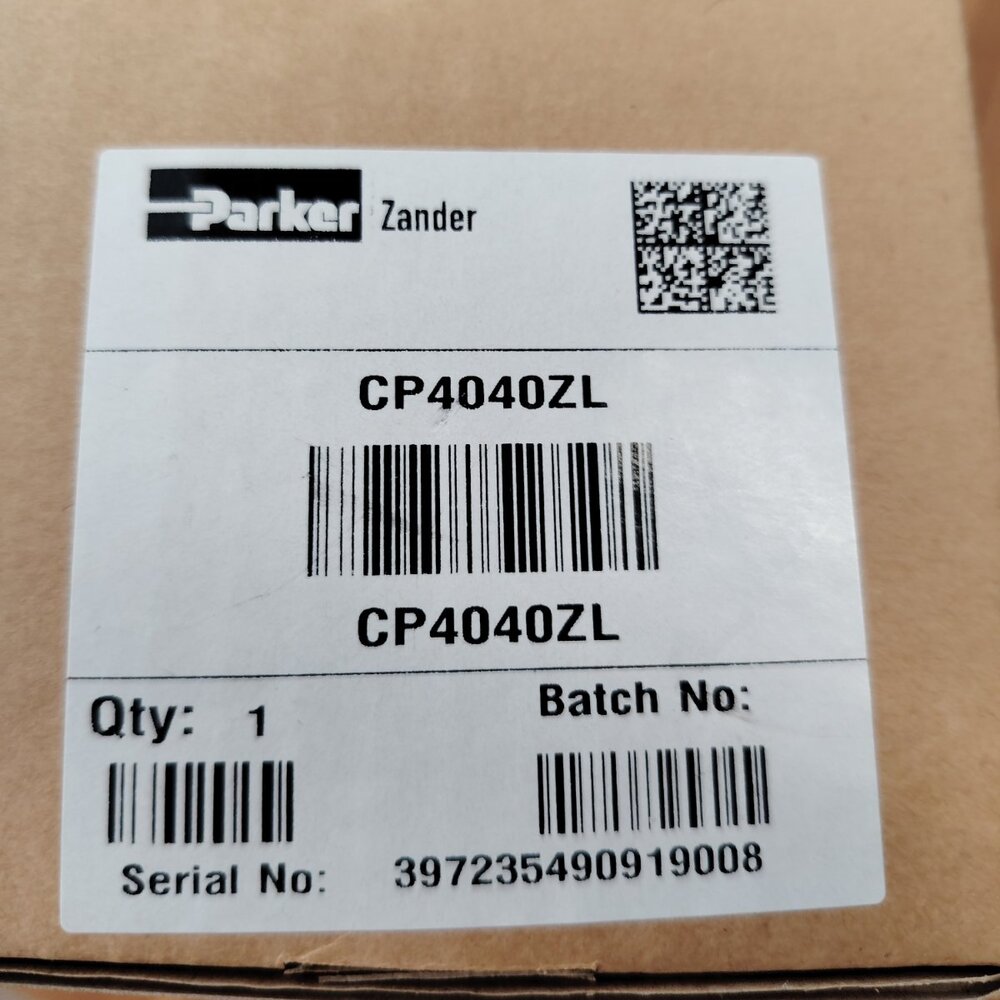 Parker Zander
CP4040ZL
CP4040ZL
Qty: 1
Batch No:
Serial No: 397235490919008